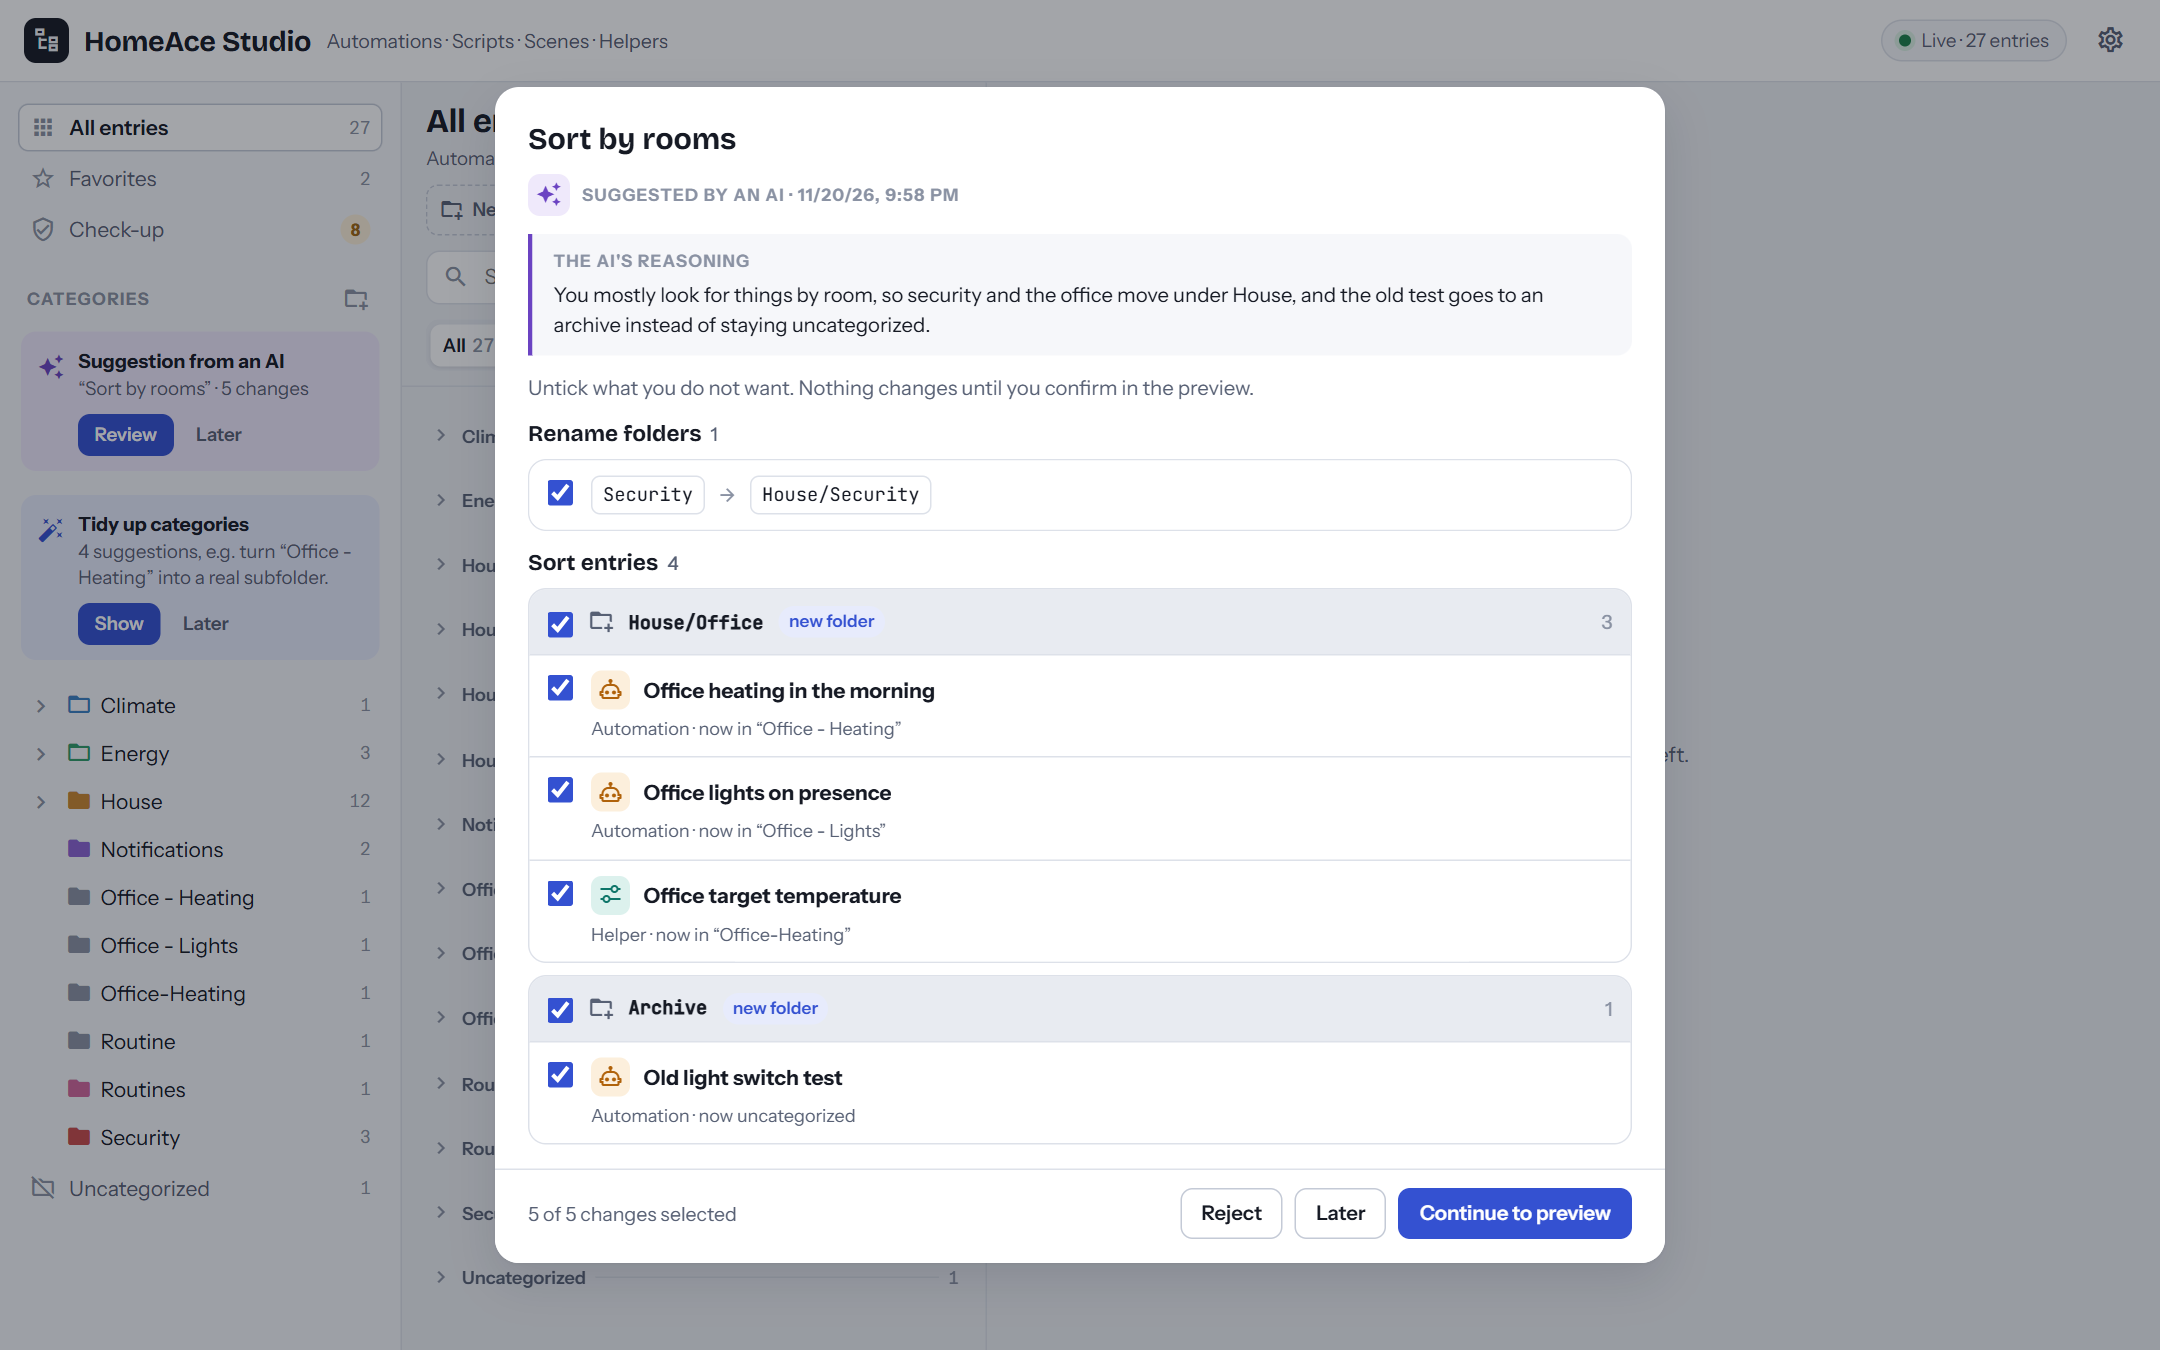 HomeAce Studio
Automations · Scripts · Scenes · Helpers
Live · 27 entries
All entries 27
Favorites 2
Check-up 8
CATEGORIES
Suggestion from an AI
“Sort by rooms” · 5 changes
Review Later
Tidy up categories
4 suggestions, e.g. turn “Office -
Heating” into a real subfolder.
Show Later
Climate 1
Energy 3
House 12
Notifications 2
Office - Heating 1
Office - Lights 1
Office-Heating 1
Routine 1
Routines 1
Security 3
Uncategorized 1
All
All 27
Uncategorized 1
Sort by rooms
SUGGESTED BY AN AI · 11/20/26, 9:58 PM
THE AI'S REASONING
You mostly look for things by room, so security and the office move under House, and the old test goes to an
archive instead of staying uncategorized.
Untick what you do not want. Nothing changes until you confirm in the preview.
Rename folders 1
Security → House/Security
Sort entries 4
House/Office new folder 3
Office heating in the morning
Automation · now in “Office - Heating”
Office lights on presence
Automation · now in “Office - Lights”
Office target temperature
Helper · now in “Office-Heating”
Archive new folder 1
Old light switch test
Automation · now uncategorized
5 of 5 changes selected
Reject Later Continue to preview